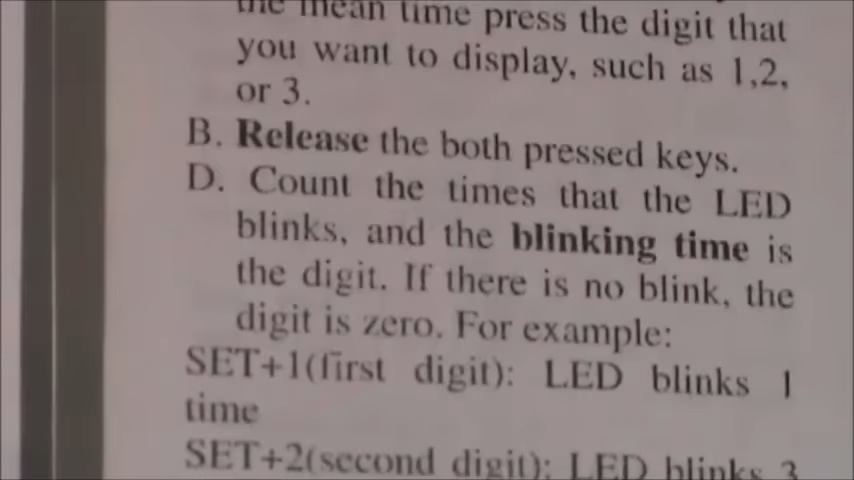 the mean time press the digit that
you want to display, such as 1,2,
or 3.
B. Release the both pressed keys.
D. Count the times that the LED
blinks, and the blinking time is
the digit. If there is no blink, the
digit is zero. For example:
SET+1(first digit): LED blinks 1
time
SET+2(second digit): LED blinks 3